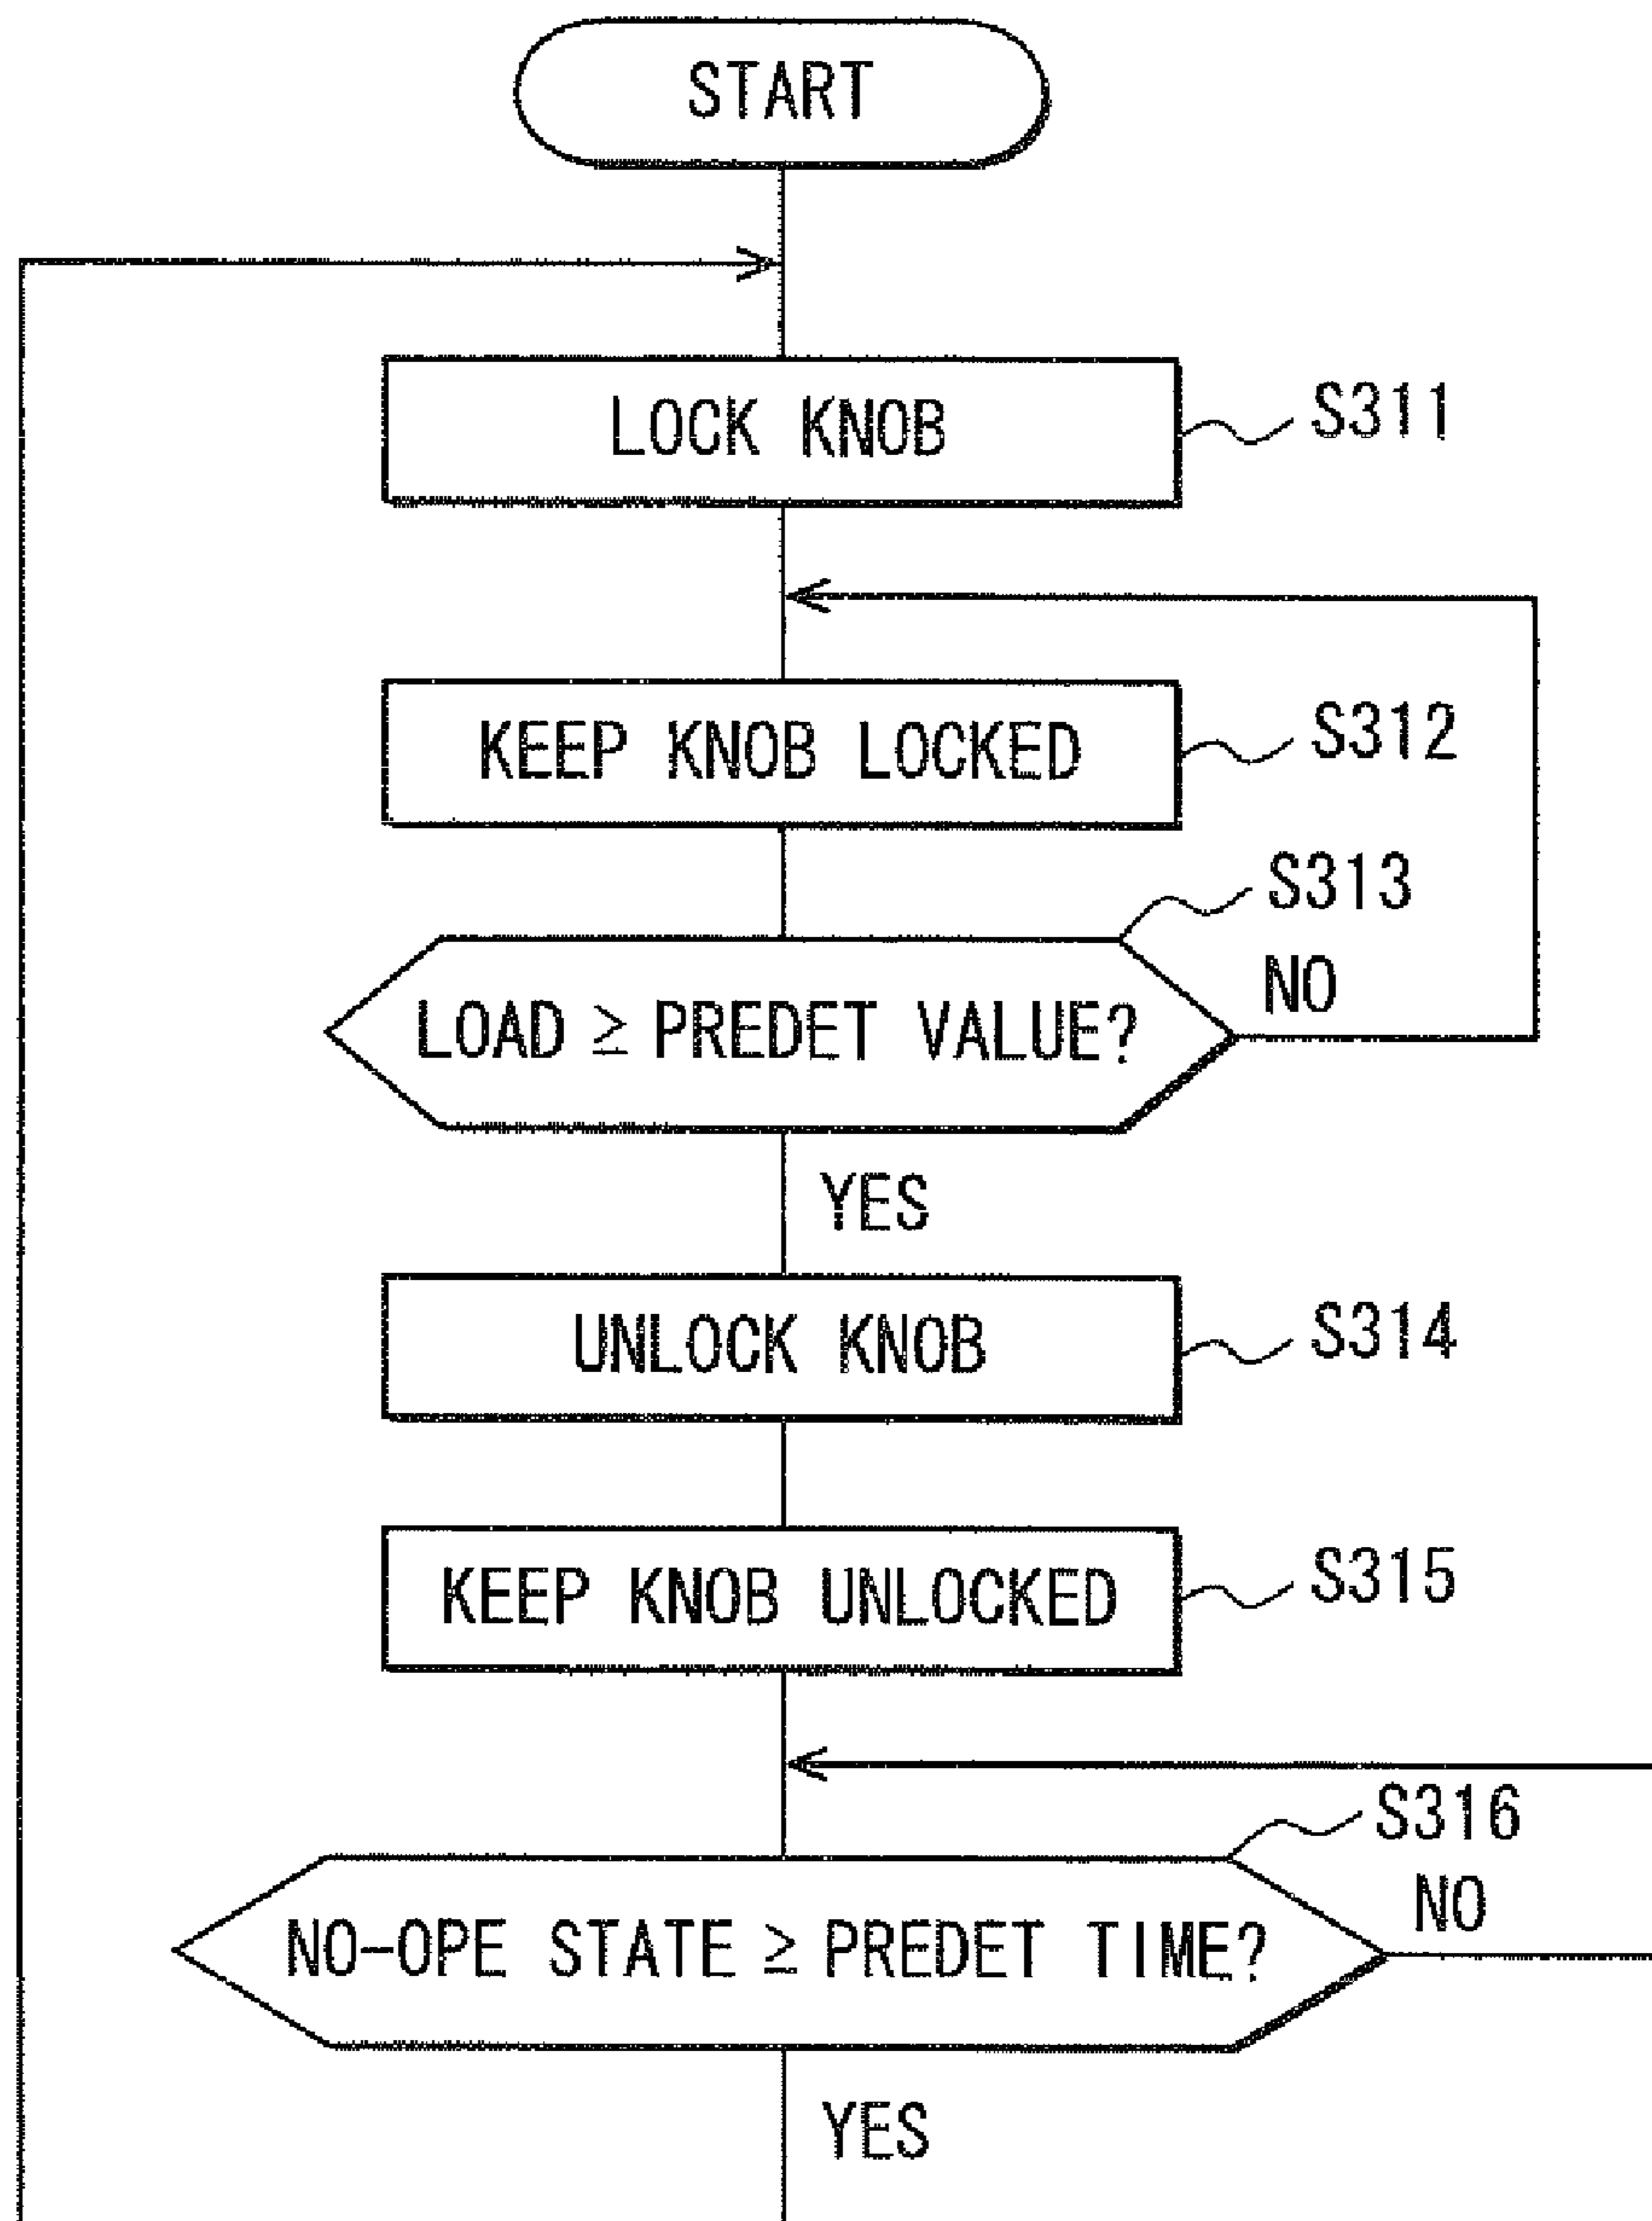 START
LOCK KNOB
S311
KEEP KNOB LOCKED
S312
S313
LOAD ≥ PREDET VALUE?
NO
YES
UNLOCK KNOB
S314
KEEP KNOB UNLOCKED
S315
S316
NO-OPE STATE ≥ PREDET TIME?
NO
YES